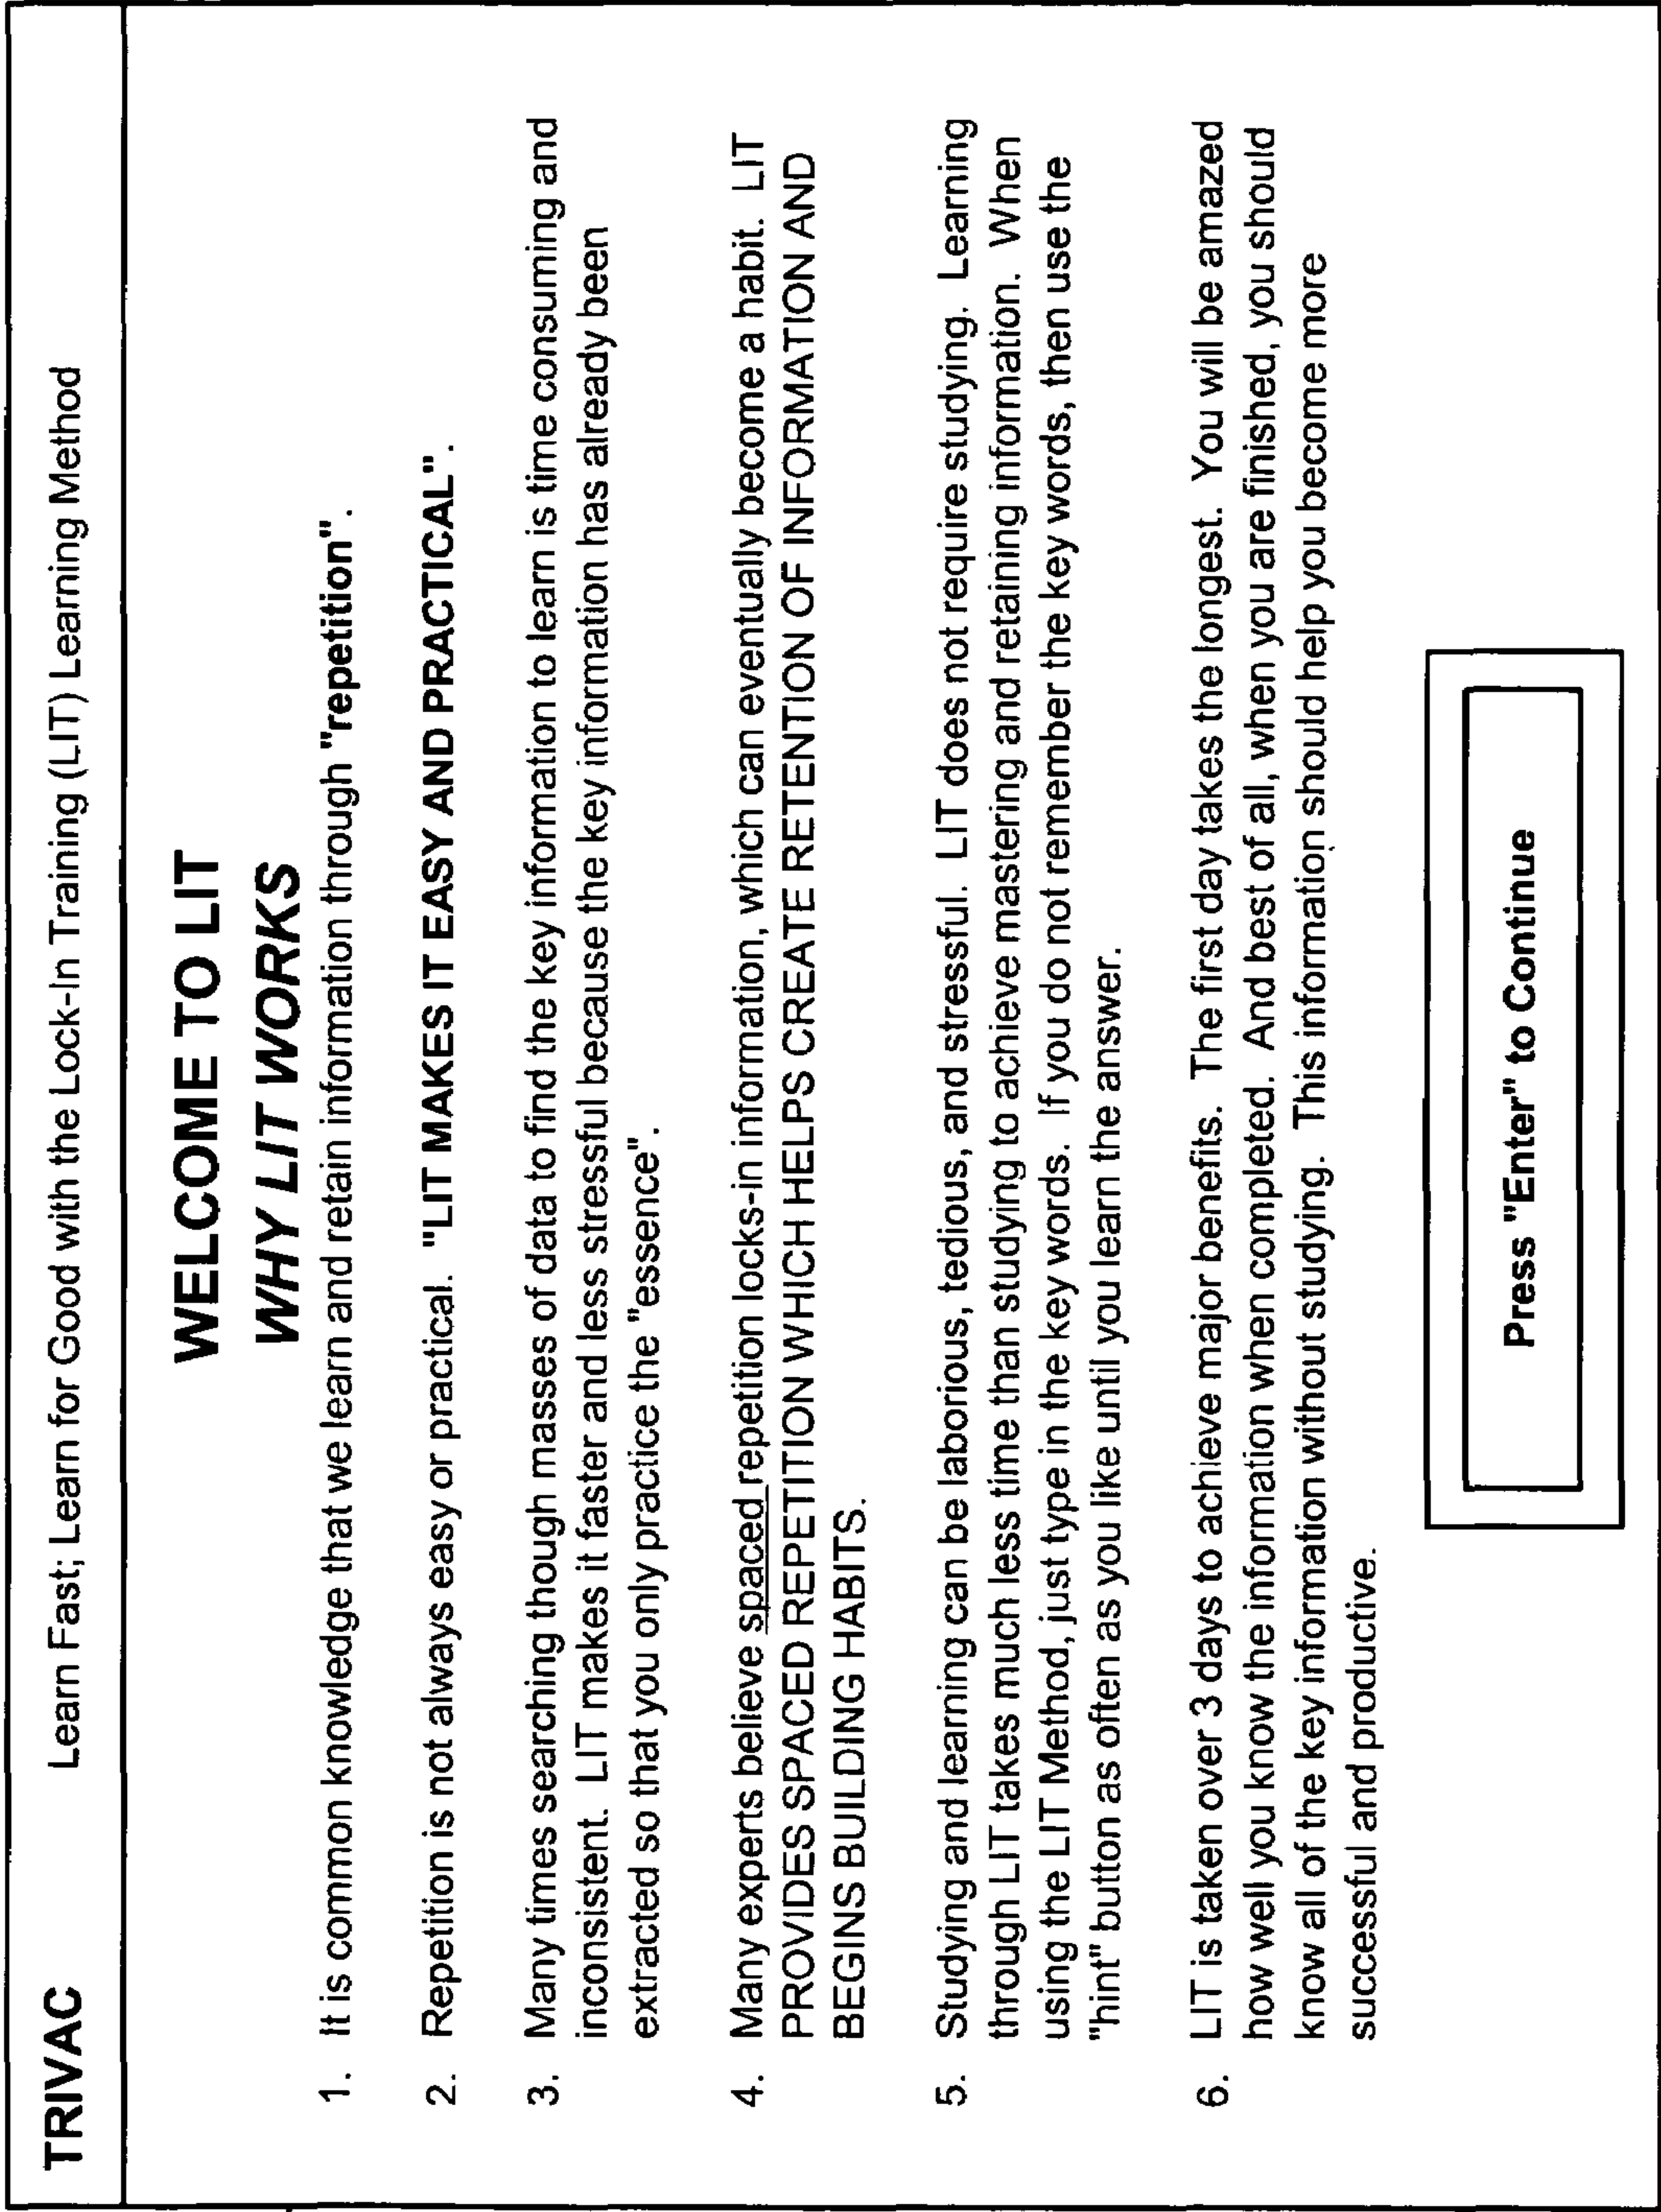 TRIVAC Learn Fast; Learn for Good with the Lock-In Training (LIT) Learning Method
WELCOME TO LIT
WHY LIT WORKS
1. It is common knowledge that we learn and retain information through "repetition".
2. Repetition is not always easy or practical. "LIT MAKES IT EASY AND PRACTICAL".
3. Many times searching though masses of data to find the key information to learn is time consuming and
inconsistent. LIT makes it faster and less stressful because the key information has already been
extracted so that you only practice the "essence".
4. Many experts believe spaced repetition locks-in information, which can eventually become a habit. LIT
PROVIDES SPACED REPETITION WHICH HELPS CREATE RETENTION OF INFORMATION AND
BEGINS BUILDING HABITS.
5. Studying and learning can be laborious, tedious, and stressful. LIT does not require studying. Learning
through LIT takes much less time than studying to achieve mastering and retaining information. When
using the LIT Method, just type in the key words. If you do not remember the key words, then use the
"hint" button as often as you like until you learn the answer.
6. LIT is taken over 3 days to achieve major benefits. The first day takes the longest. You will be amazed
how well you know the information when completed. And best of all, when you are finished, you should
know all of the key information without studying. This information should help you become more
successful and productive.
Press "Enter" to Continue